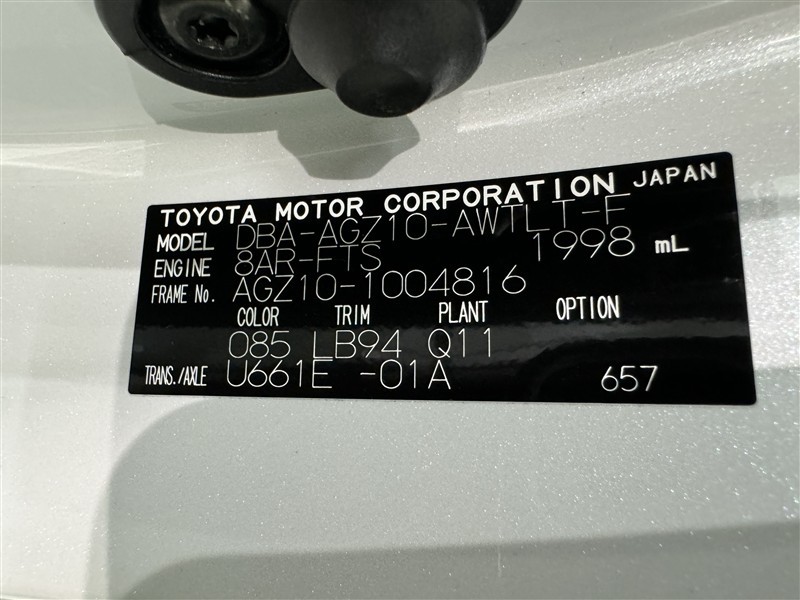 TOYOTA MOTOR CORPORATION JAPAN
MODEL DBA-AGZ10-AWTLT-F
ENGINE 8AR-FTS 1998 mL
FRAME No. AGZ10-1004816
COLOR TRIM PLANT OPTION
085 LB94 Q11
TRANS./AXLE U661E -01A 657